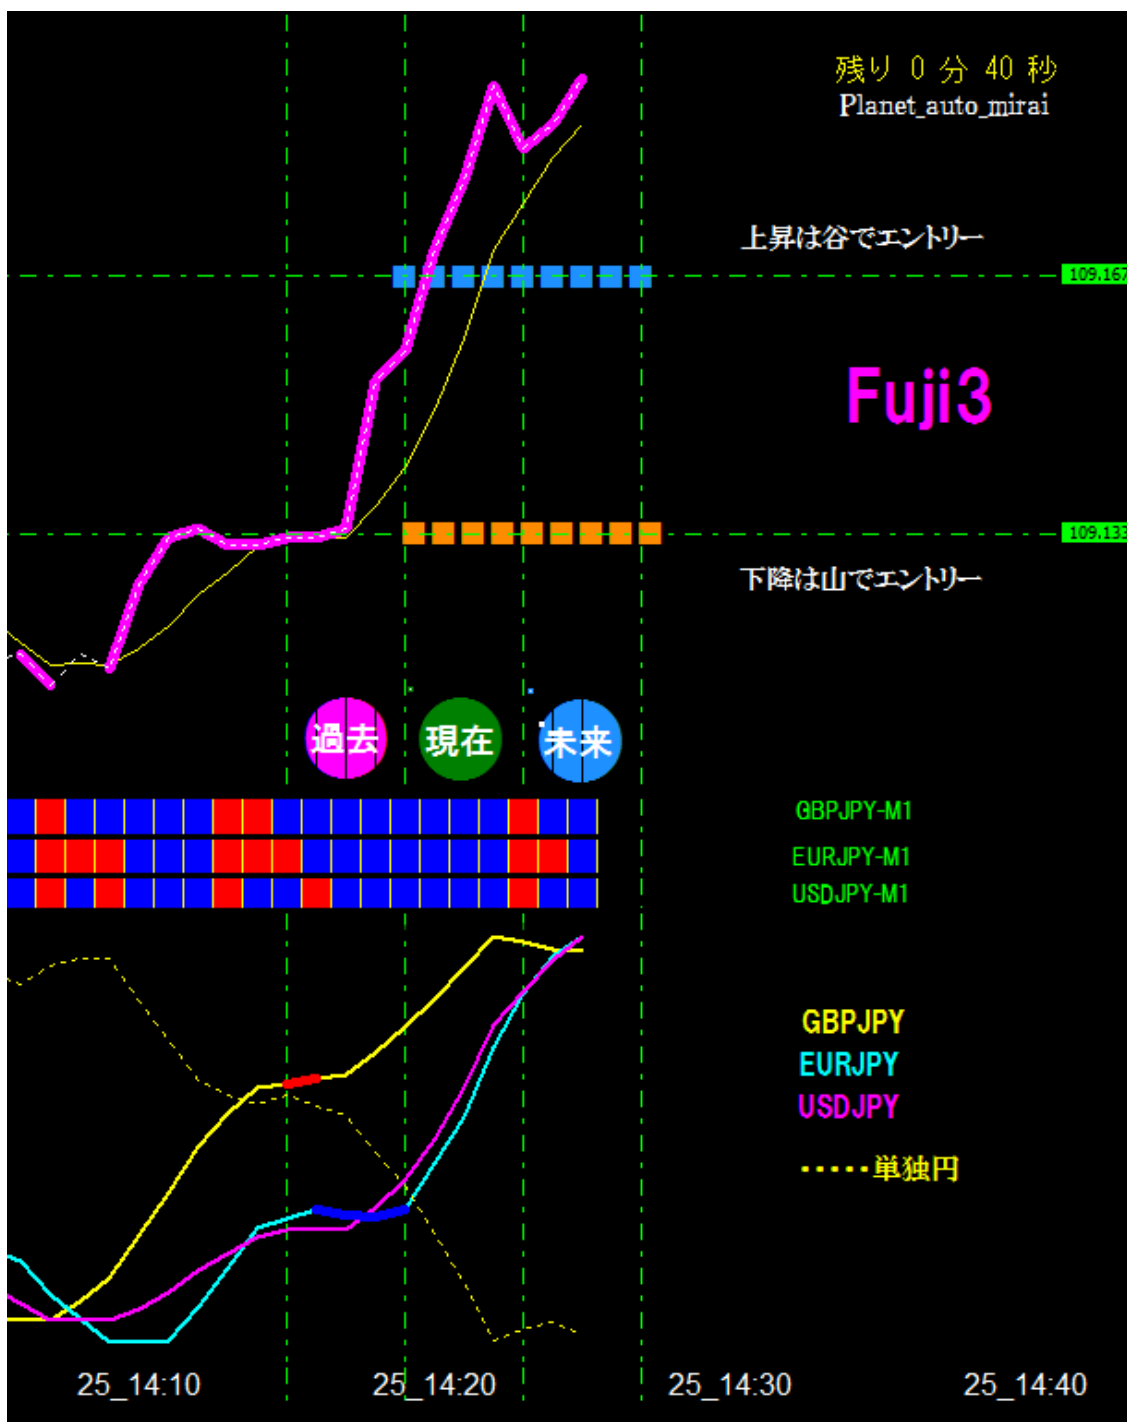 残り 0 分 40 秒
Planet_auto_mirai
上昇は谷でエントリー
109.167
Fuji3
109.133
下降は山でエントリー
過去
現在
未来
GBPJPY-M1
EURJPY-M1
USDJPY-M1
GBPJPY
EURJPY
USDJPY
・・・・・単独円
25_14:10
25_14:20
25_14:30
25_14:40